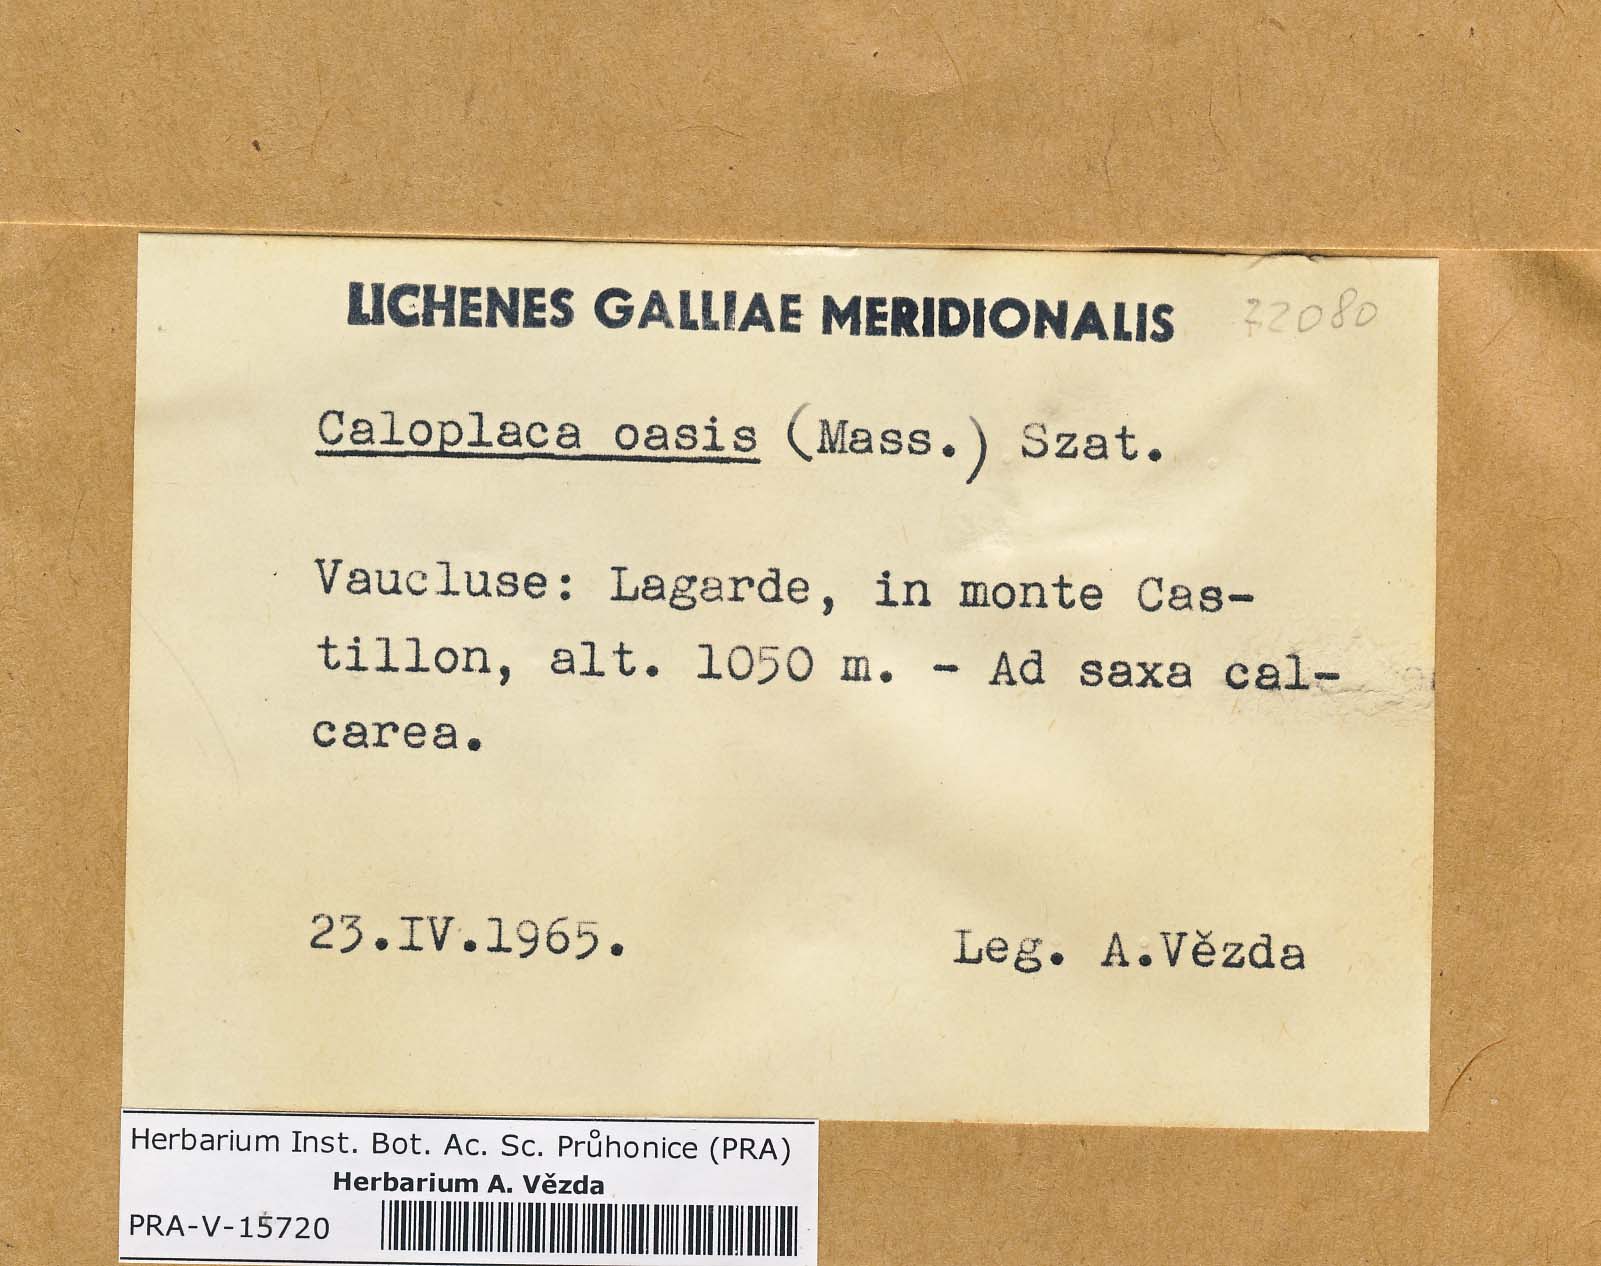 LICHENES GALLIAE MERIDIONALIS 72080
Caloplaca oasis (Mass.) Szat.
Vaucluse: Lagarde, in monte Cas-
tillon, alt. 1050 m. - Ad saxa cal-
carea.
23.IV.1965. Leg. A.Vězda
Herbarium Inst. Bot. Ac. Sc. Průhonice (PRA)
Herbarium A. Vězda
PRA-V-15720